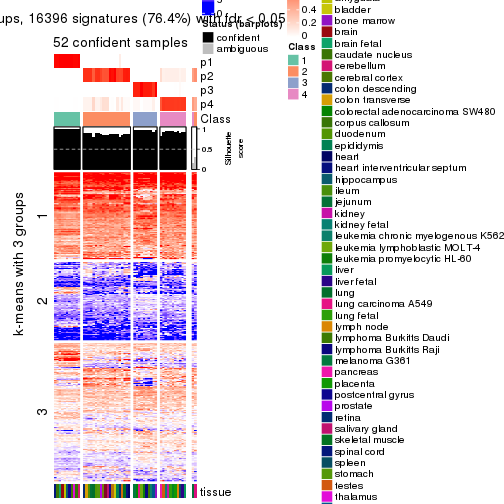 ups, 16396 signatures (76.4%) with fdr < 0.05
52 confident samples
p1
p2
p3
p4
Class
1
0.5
0
Silhouette
score
k-means with 3 groups
1
2
3
tissue
0
Status (barplots)
confident
ambiguous
0.4
0.2
0
Class
1
2
3
4
bladder
bone marrow
brain
brain fetal
caudate nucleus
cerebellum
cerebral cortex
colon descending
colon transverse
colorectal adenocarcinoma SW480
corpus callosum
duodenum
epididymis
heart
heart interventricular septum
hippocampus
ileum
jejunum
kidney
kidney fetal
leukemia chronic myelogenous K562
leukemia lymphoblastic MOLT-4
leukemia promyelocytic HL-60
liver
liver fetal
lung
lung carcinoma A549
lung fetal
lymph node
lymphoma Burkitts Daudi
lymphoma Burkitts Raji
melanoma G361
pancreas
placenta
postcentral gyrus
prostate
retina
salivary gland
skeletal muscle
spinal cord
spleen
stomach
testes
thalamus